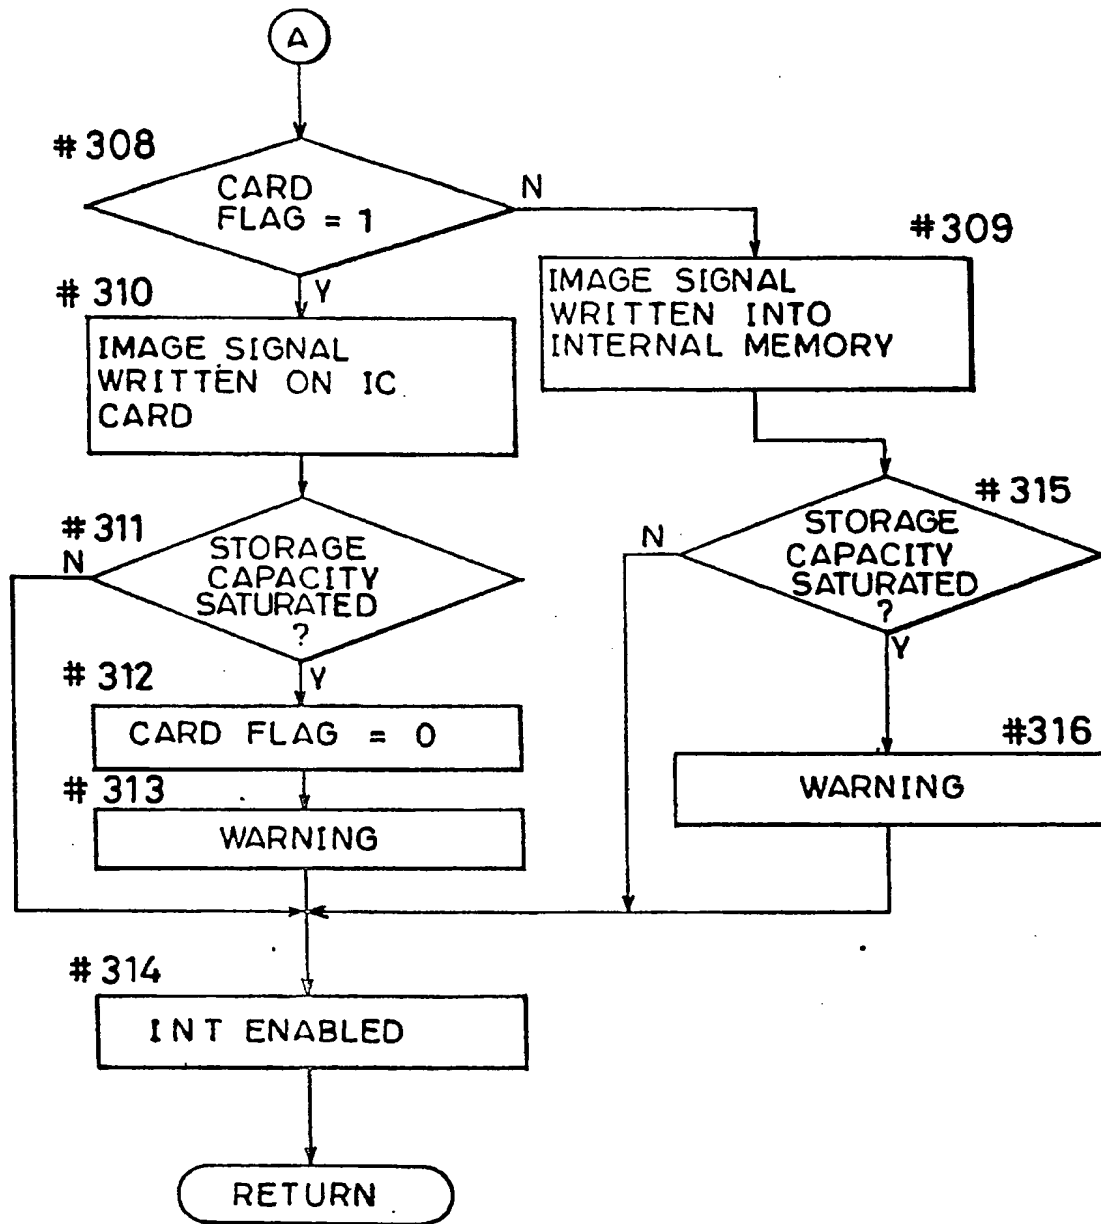 A
#308
CARD
FLAG = 1
N
Y
#309
IMAGE SIGNAL
WRITTEN INTO
INTERNAL MEMORY
#310
IMAGE SIGNAL
WRITTEN ON IC
CARD
#311
N
STORAGE
CAPACITY
SATURATED
?
Y
#315
N
STORAGE
CAPACITY
SATURATED
?
Y
#312
CARD FLAG = 0
#313
WARNING
#316
WARNING
#314
INT ENABLED
RETURN